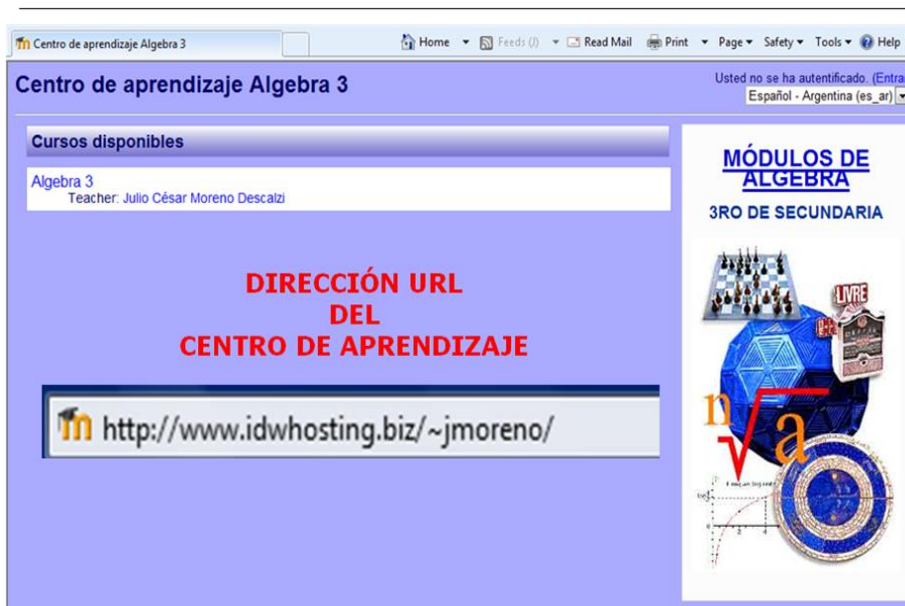 Centro de aprendizaje Algebra 3
Home
Feeds (J)
Read Mail
Print
Page
Safety
Tools
Help
Centro de aprendizaje Algebra 3
Usted no se ha autentificado. (Entra
Español - Argentina (es_ar)
Cursos disponibles
Algebra 3
Teacher: Julio César Moreno Descalzi
DIRECCIÓN URL
DEL
CENTRO DE APRENDIZAJE
http://www.idwhosting.biz/~jmoreno/
MÓDULOS DE
ALGEBRA
3RO DE SECUNDARIA
LIVRE
n
a